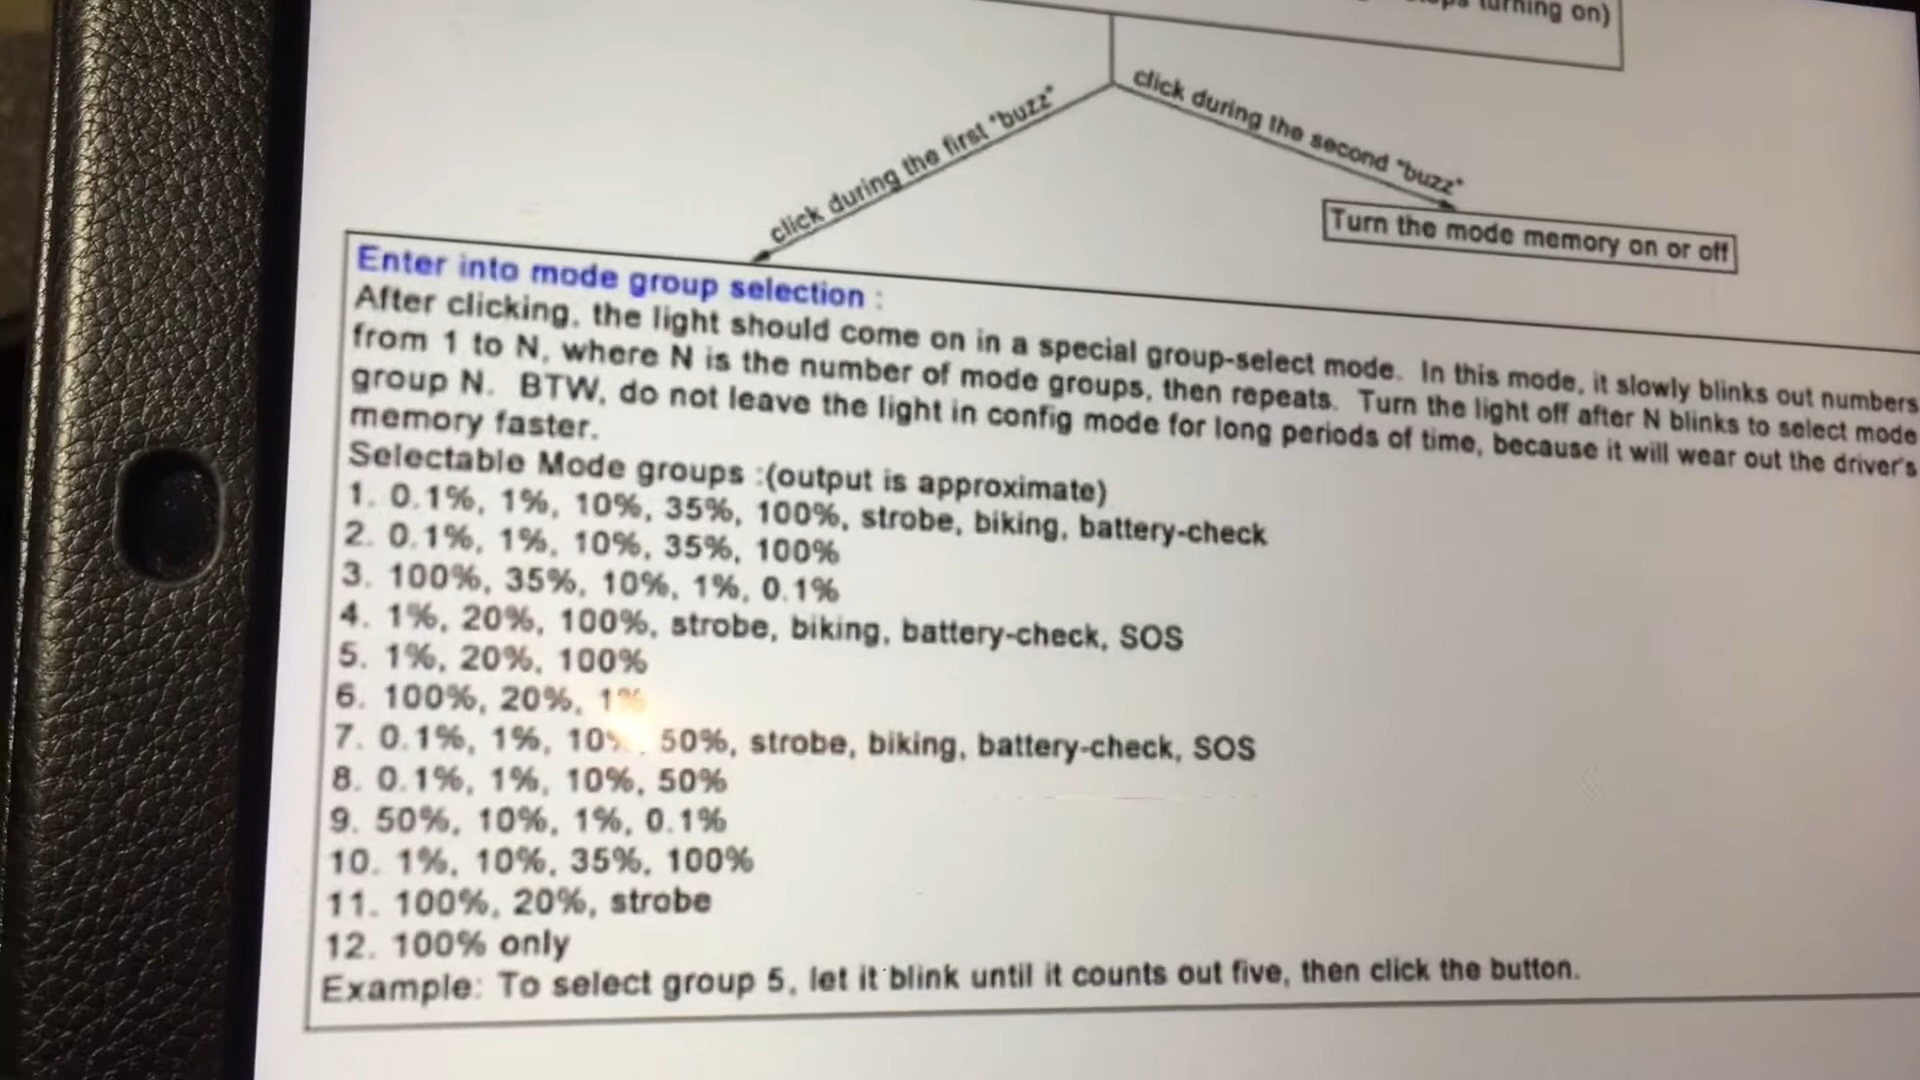 turning on)
click during the first "buzz"
click during the second "buzz"
Turn the mode memory on or off
Enter into mode group selection :
After clicking, the light should come on in a special group-select mode. In this mode, it slowly blinks out numbers
from 1 to N, where N is the number of mode groups, then repeats. Turn the light off after N blinks to select mode
group N. BTW, do not leave the light in config mode for long periods of time, because it will wear out the driver's
memory faster.
Selectable Mode groups :(output is approximate)
1. 0.1%, 1%, 10%, 35%, 100%, strobe, biking, battery-check
2. 0.1%, 1%, 10%, 35%, 100%
3. 100%, 35%, 10%, 1%, 0.1%
4. 1%, 20%, 100%, strobe, biking, battery-check, SOS
5. 1%, 20%, 100%
6. 100%, 20%, 1%
7. 0.1%, 1%, 10% 50%, strobe, biking, battery-check, SOS
8. 0.1%, 1%, 10%, 50%
9. 50%, 10%, 1%, 0.1%
10. 1%, 10%, 35%, 100%
11. 100%, 20%, strobe
12. 100% only
Example: To select group 5, let it blink until it counts out five, then click the button.